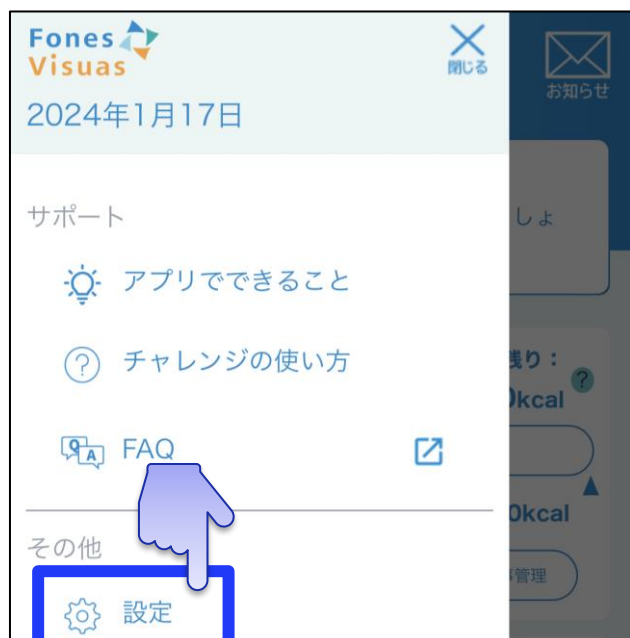 Fones
Visuas
閉じる
お知らせ
2024年1月17日
サポート
しょ
アプリでできること
?
チャレンジの使い方
残り：
?
0kcal
Q A
FAQ
0kcal
その他
管理
設定